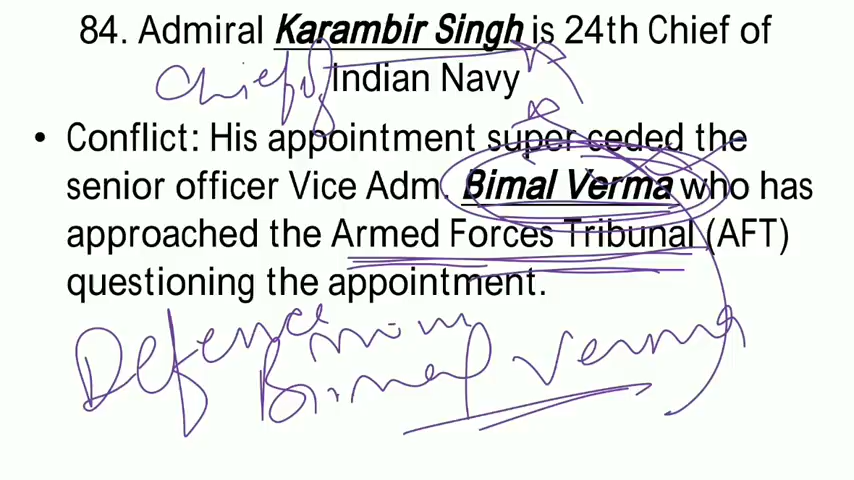 84. Admiral Karambir Singh is 24th Chief of
Chief of
Indian Navy
• Conflict: His appointment super ceded the
senior officer Vice Adm. Bimal Verma who has
approached the Armed Forces Tribunal (AFT)
questioning the appointment.
Defence
Bimal Verma